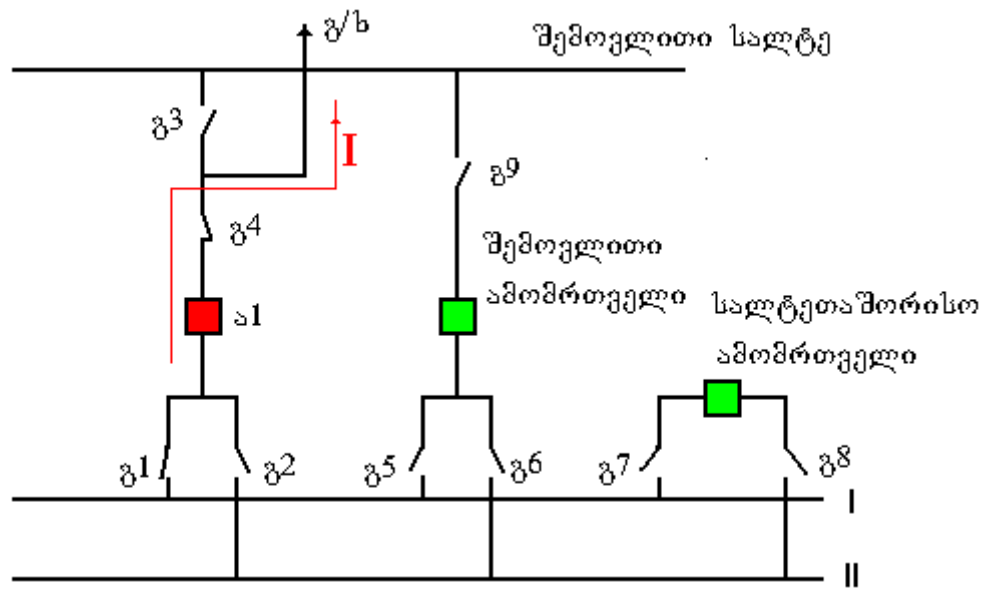 გ/ხ
შემოვლითი სალტე
გ3
I
გ9
გ4
შემოვლითი
ამომრთველი
ა1
სალტეთაშორისო
ამომრთველი
გ1
გ2
გ5
გ6
გ7
გ8
I
II